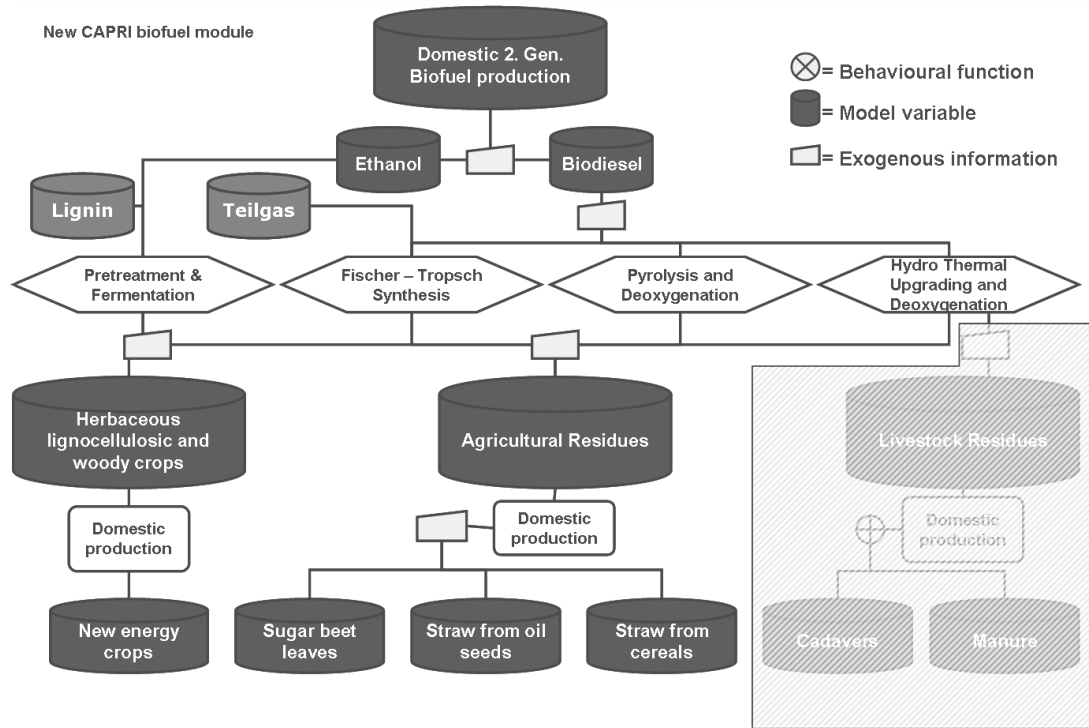 New CAPRI biofuel module
Domestic 2. Gen.
Biofuel production
= Behavioural function
= Model variable
= Exogenous information
Ethanol
Biodiesel
Lignin
Teilgas
Pretreatment &
Fermentation
Fischer – Tropsch
Synthesis
Pyrolysis and
Deoxygenation
Hydro Thermal
Upgrading and
Deoxygenation
Herbaceous
lignocellulosic and
woody crops
Agricultural Residues
Livestock Residues
Domestic
production
Domestic
production
Domestic
production
New energy
crops
Sugar beet
leaves
Straw from oil
seeds
Straw from
cereals
Cadavers
Manure